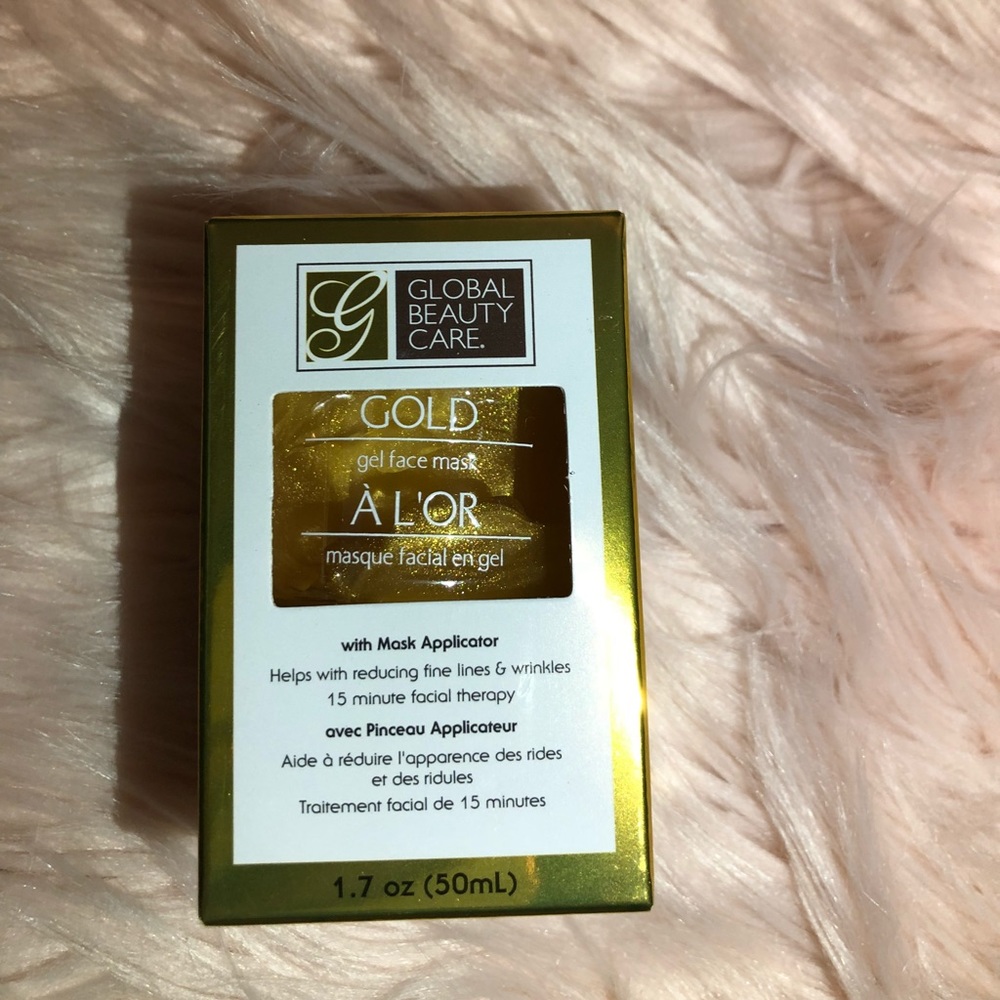 G
GLOBAL
BEAUTY
CARE.
GOLD
gel face mask
À L'OR
masque facial en gel
with Mask Applicator
Helps with reducing fine lines & wrinkles
15 minute facial therapy
avec Pinceau Applicateur
Aide à réduire l'apparence des rides
et des ridules
Traitement facial de 15 minutes
1.7 oz (50mL)